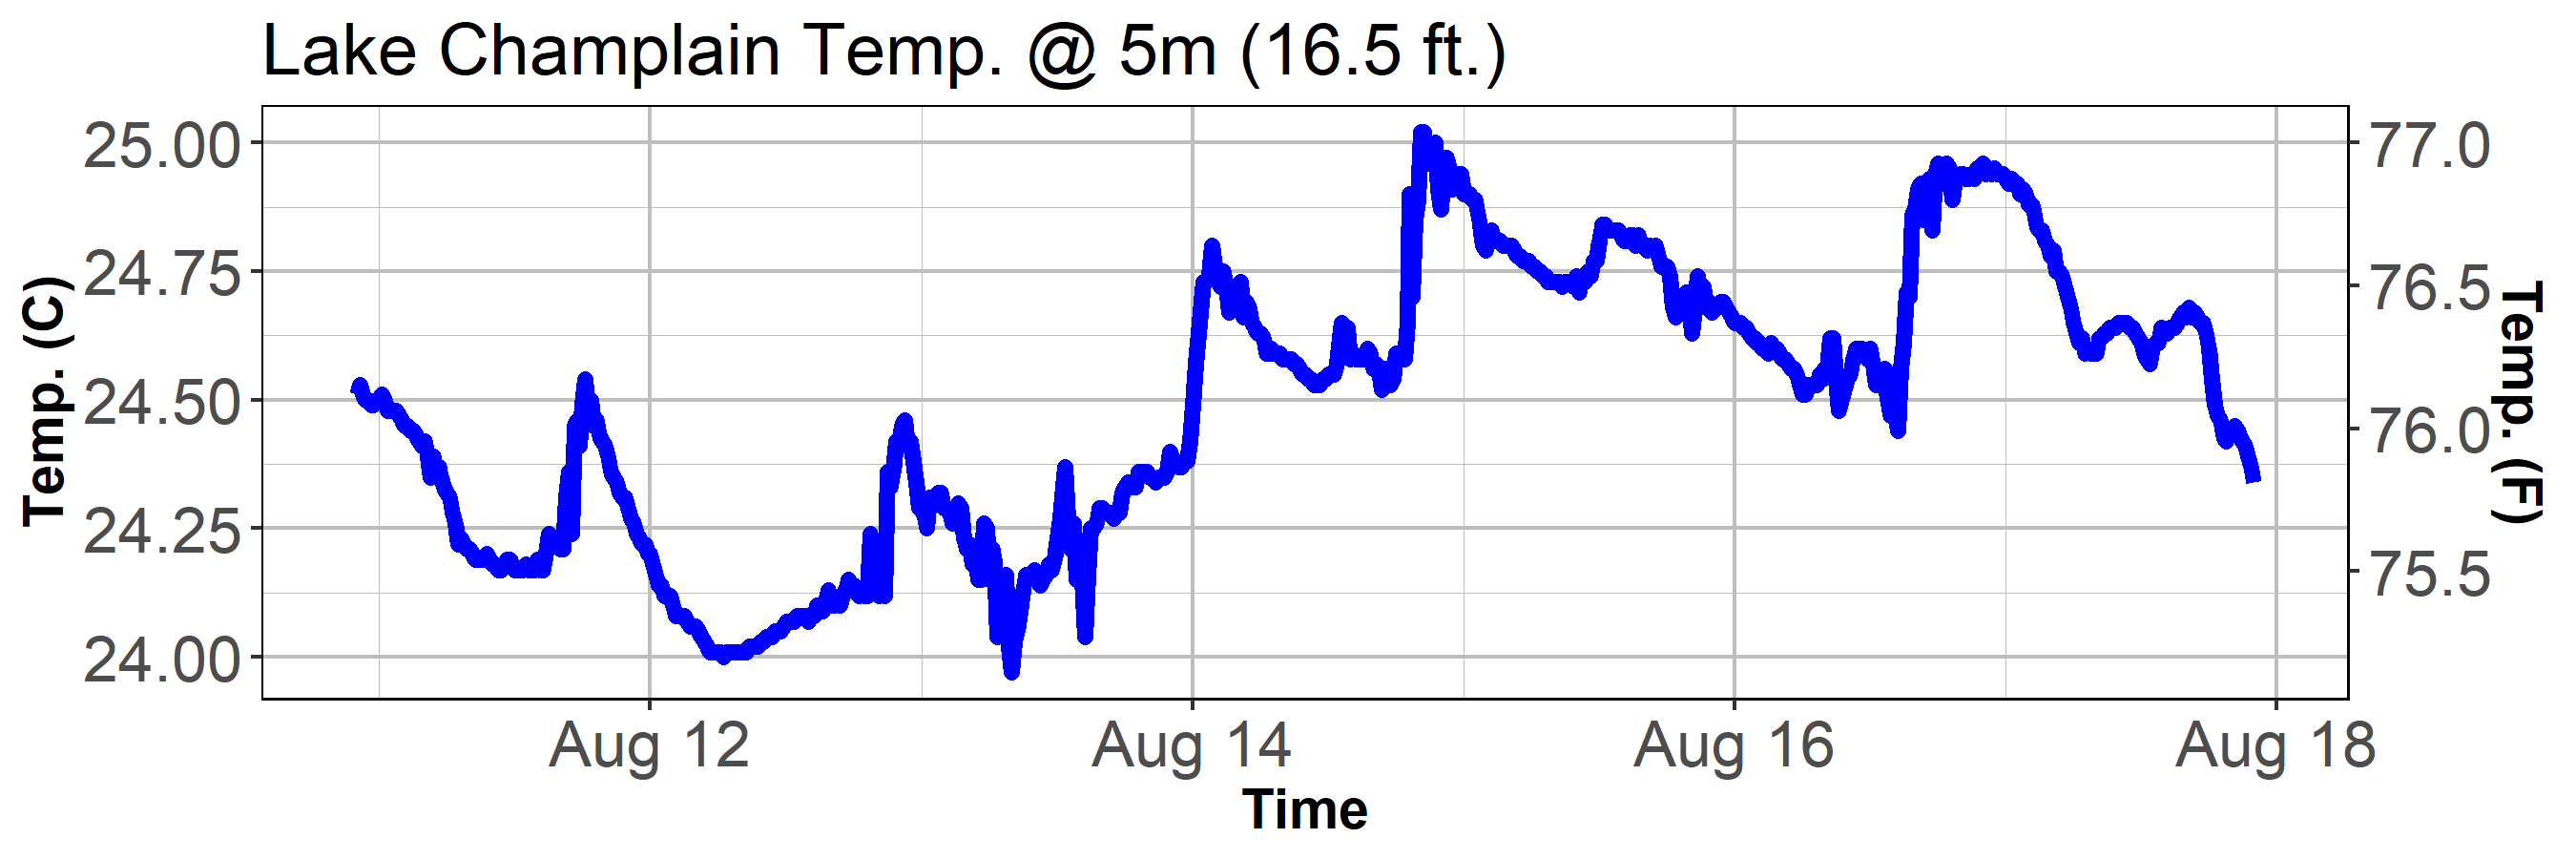 Lake Champlain Temp. @ 5m (16.5 ft.)
25.00
24.75
24.50
24.25
24.00
Temp. (C)
77.0
76.5
76.0
75.5
Temp. (F)
Aug 12 Aug 14 Aug 16 Aug 18
Time